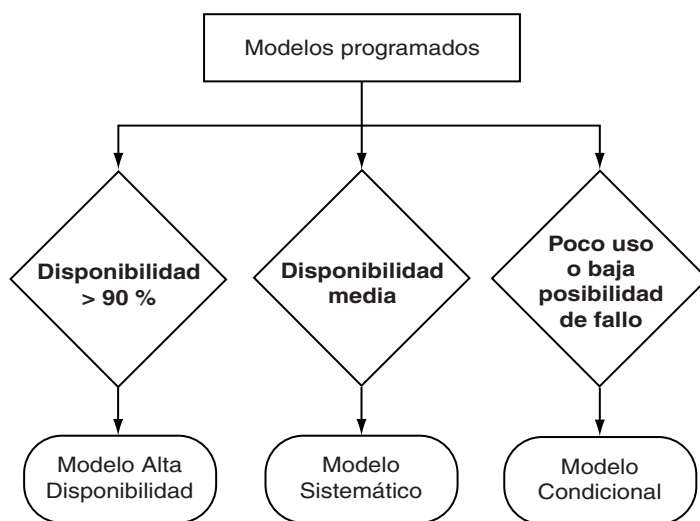 Modelos programados
Disponibilidad
> 90 %
Disponibilidad
media
Poco uso
o baja
posibilidad
de fallo
Modelo Alta
Disponibilidad
Modelo
Sistemático
Modelo
Condicional